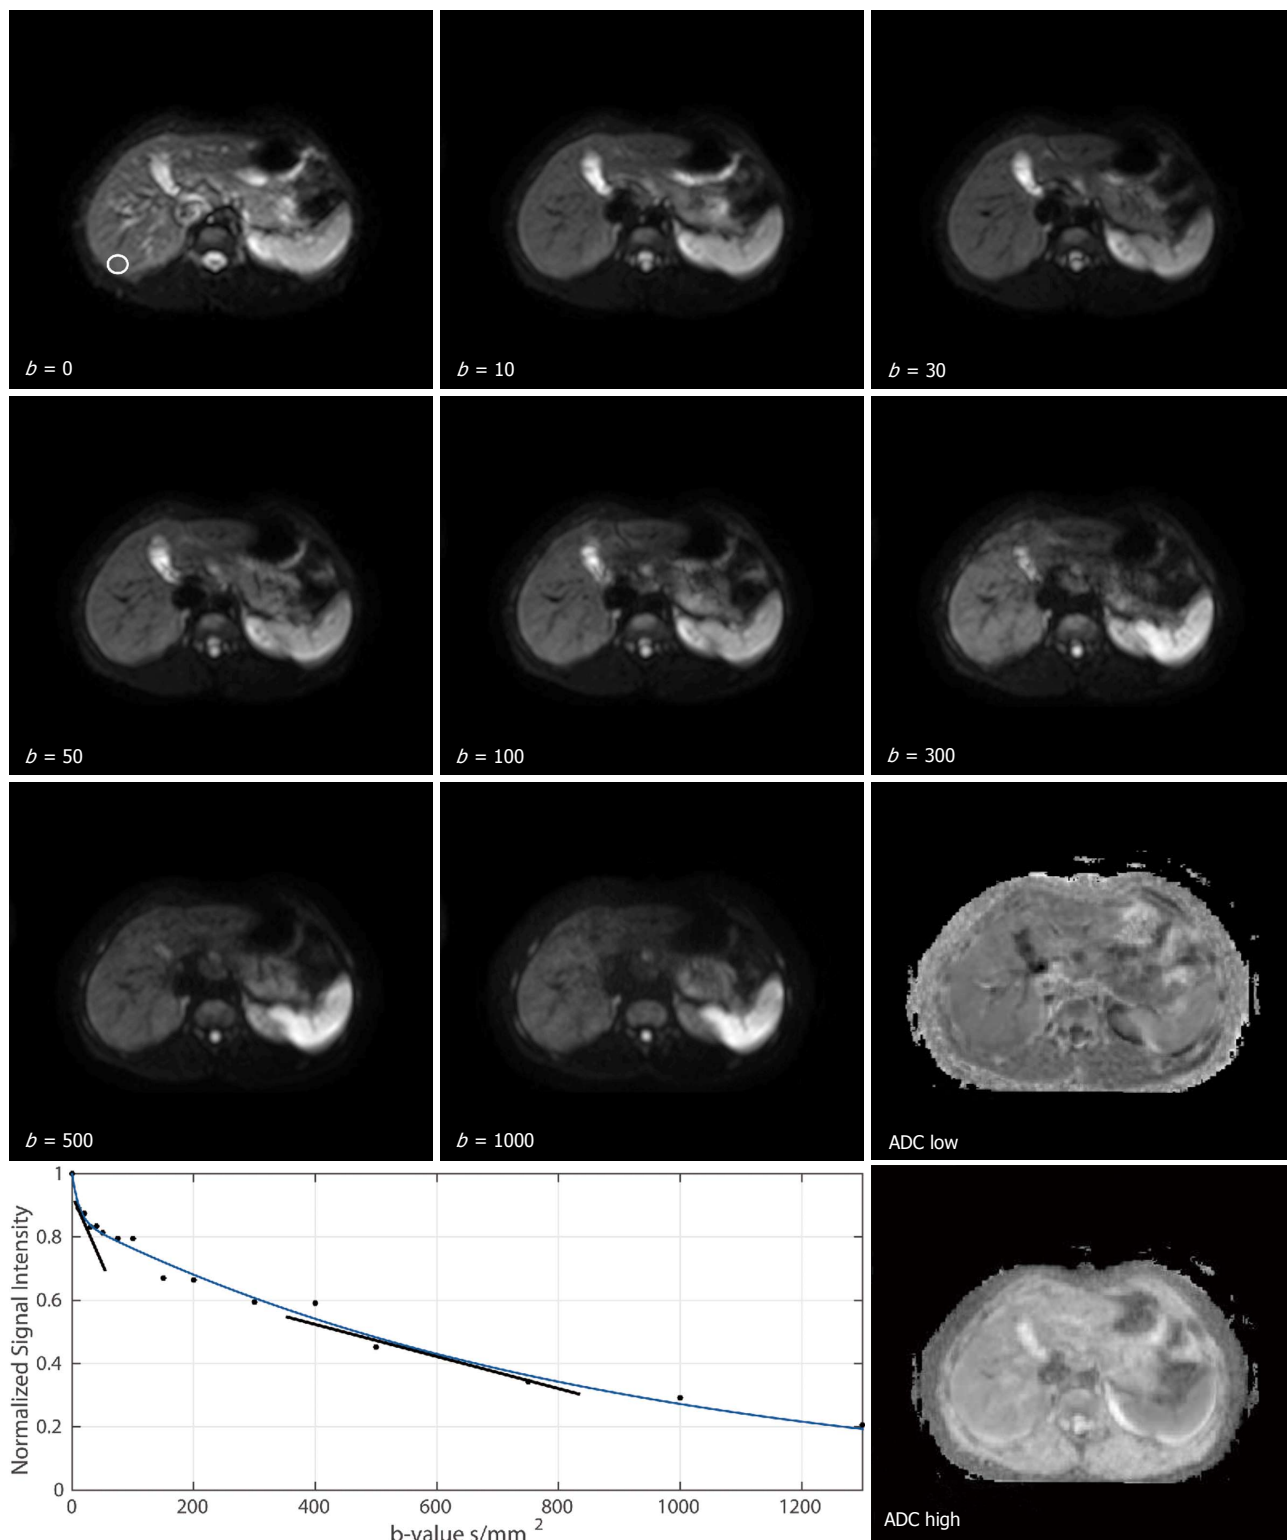 b = 0
b = 10
b = 30
b = 50
b = 100
b = 300
b = 500
b = 1000
ADC low
1
0.8
0.6
0.4
0.2
0
Normalized Signal Intensity
0 200 400 600 800 1000 1200
b-value s/mm ²
ADC high